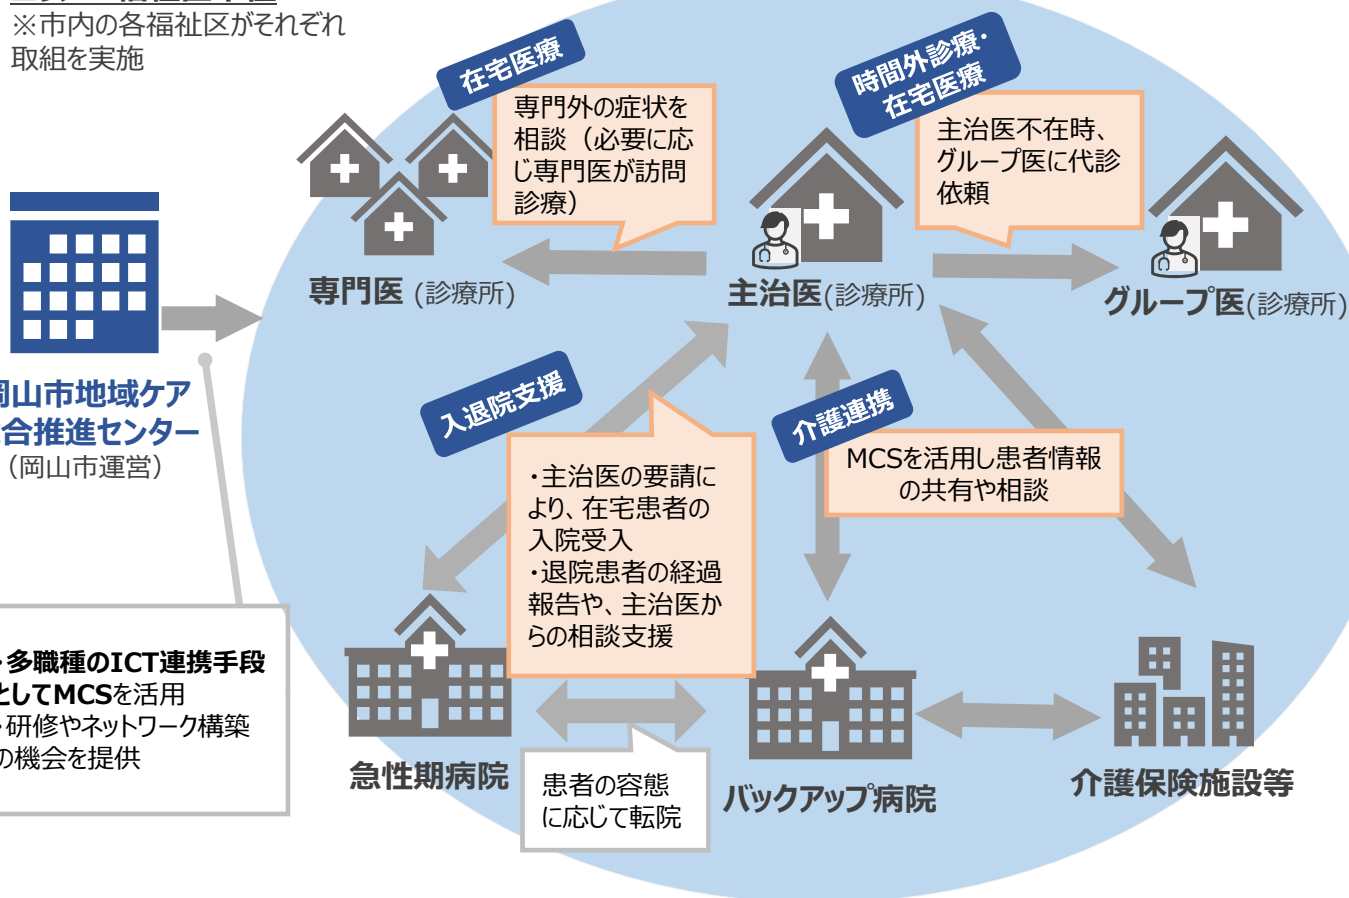 ※市内の各福祉区がそれぞれ
取組を実施
在宅医療
専門外の症状を
相談（必要に応
じ専門医が訪問
診療）
時間外診療・
在宅医療
主治医不在時、
グループ医に代診
依頼
専門医 (診療所)
主治医(診療所)
グループ医(診療所)
岡山市地域ケア
合推進センター
（岡山市運営）
入退院支援
・主治医の要請に
より、在宅患者の
入院受入
・退院患者の経過
報告や、主治医か
らの相談支援
介護連携
MCSを活用し患者情報
の共有や相談
・多職種のICT連携手段
としてMCSを活用
・研修やネットワーク構築
の機会を提供
急性期病院
患者の容態
に応じて転院
バックアップ病院
介護保険施設等